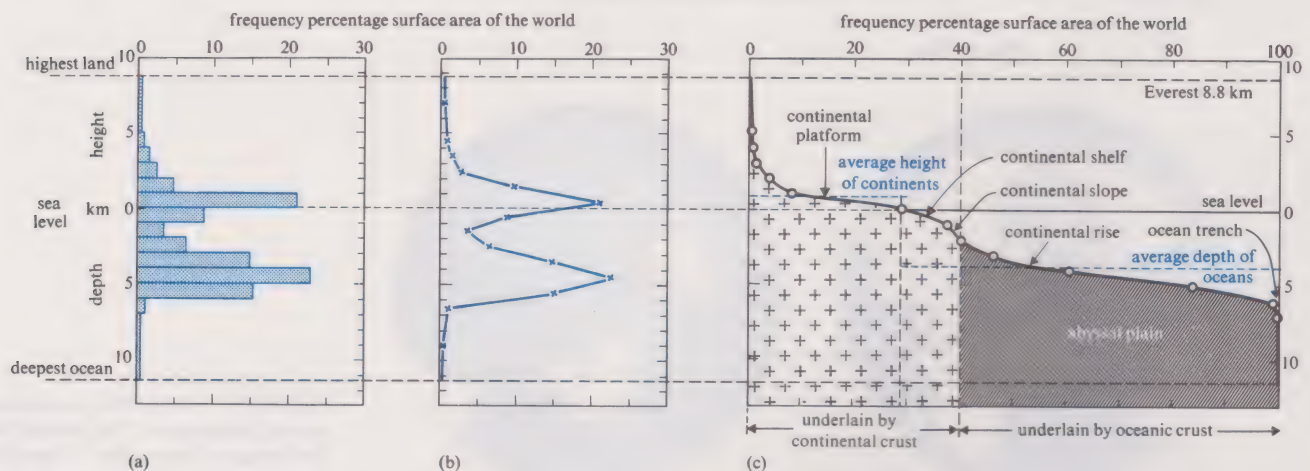 frequency percentage surface area of the world
frequency percentage surface area of the world
0 10 20 30
0 10 20 30
0 20 40 60 80 100
10
10
highest land
Everest 8.8 km
height
5
continental
platform
average height
of continents
continental shelf
5
sea
level
km
0
continental slope
sea level
0
continental rise
ocean trench
average depth of
oceans
depth
5
5
abyssal plain
10
10
deepest ocean
underlain by
continental crust
underlain by oceanic crust
(a)
(b)
(c)